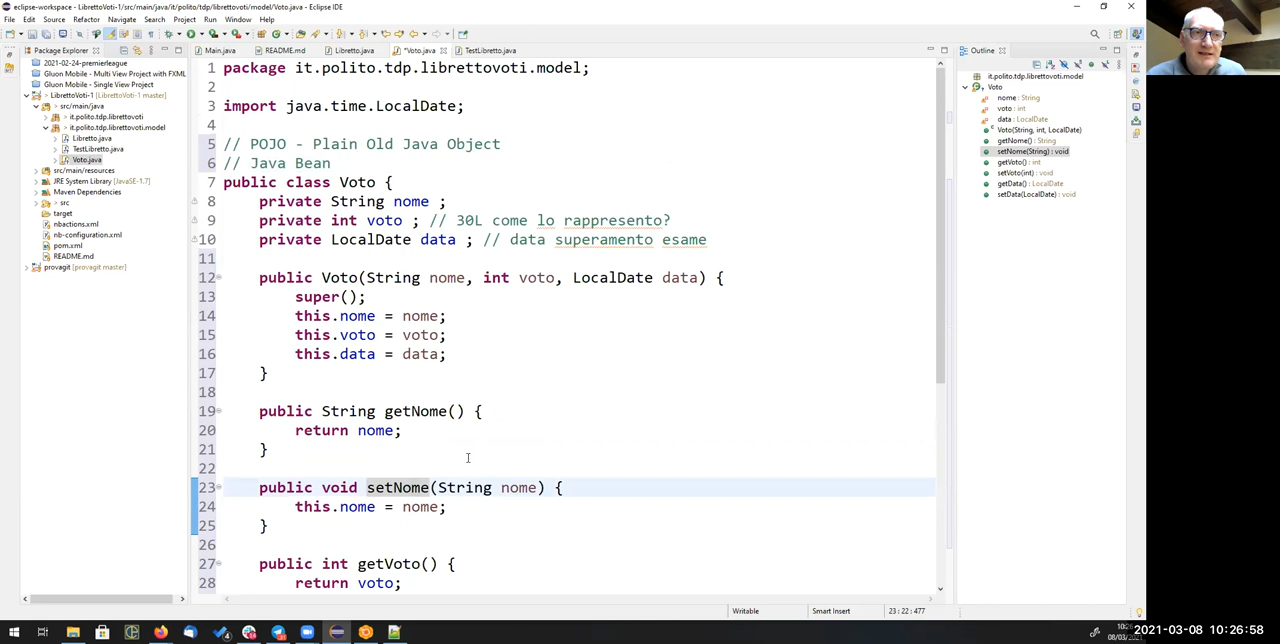 eclipse-workspace - LibrettoVoti-1/src/main/java/it/polito/tdp/librettovoti/model/Voto.java - Eclipse IDE
File Edit Source Refactor Navigate Search Project Run Window Help
Package Explorer
2021-02-24-premierleague
Gluon Mobile - Multi View Project with FXML
Gluon Mobile - Single View Project
LibrettoVoti-1 [LibrettoVoti-1 master]
src/main/java
it.polito.tdp.librettovoti
it.polito.tdp.librettovoti.model
Libretto.java
TestLibretto.java
Voto.java
src/main/resources
JRE System Library [JavaSE-1.7]
Maven Dependencies
src
target
nbactions.xml
nb-configuration.xml
pom.xml
README.md
provagit [provagit master]
Main.java README.md Libretto.java *Voto.java TestLibretto.java
1 package it.polito.tdp.librettovoti.model;
2
3 import java.time.LocalDate;
4
5 // POJO - Plain Old Java Object
6 // Java Bean
7 public class Voto {
8 private String nome ;
9 private int voto ; // 30L come lo rappresento?
10 private LocalDate data ; // data superamento esame
11
12 public Voto(String nome, int voto, LocalDate data) {
13 super();
14 this.nome = nome;
15 this.voto = voto;
16 this.data = data;
17 }
18
19 public String getNome() {
20 return nome;
21 }
22
23 public void setNome(String nome) {
24 this.nome = nome;
25 }
26
27 public int getVoto() {
28 return voto;
Outline
it.polito.tdp.librettovoti.model
Voto
nome : String
voto : int
data : LocalDate
Voto(String, int, LocalDate)
getNome() : String
setNome(String) : void
getVoto() : int
setVoto(int) : void
getData() : LocalDate
setData(LocalDate) : void
Writable Smart Insert 23 : 22 : 477
2021-03-08 10:26:58